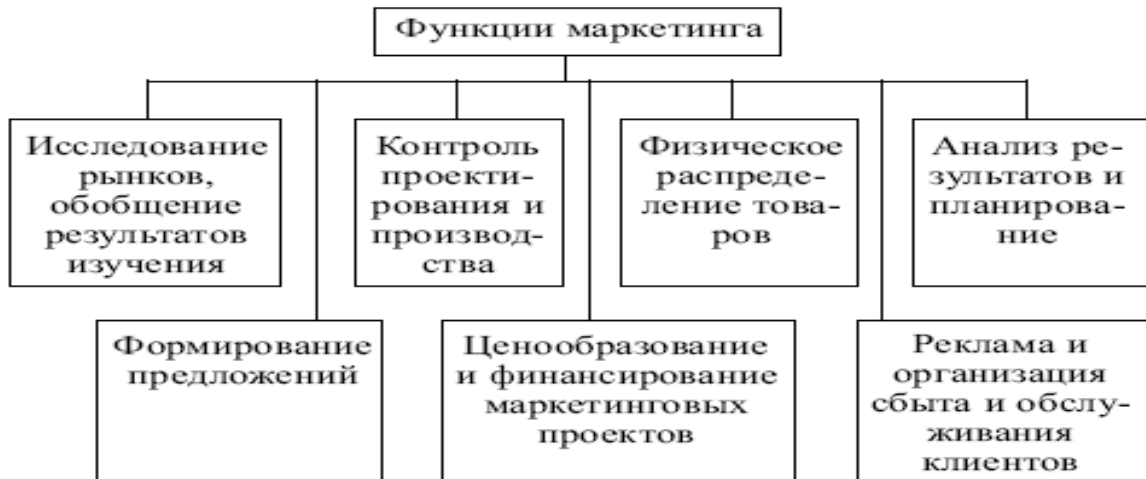 Функции маркетинга
Исследование
рынков,
обобщение
результатов
изучения
Контроль
проекти-
рования и
производ-
ства
Физическое
распреде-
ление това-
ров
Анализ ре-
зультатов и
планирова-
ние
Формирование
предложений
Ценообразование
и финансирование
маркетинговых
проектов
Реклама и
организация
сбыта и обслу-
живания
клиентов